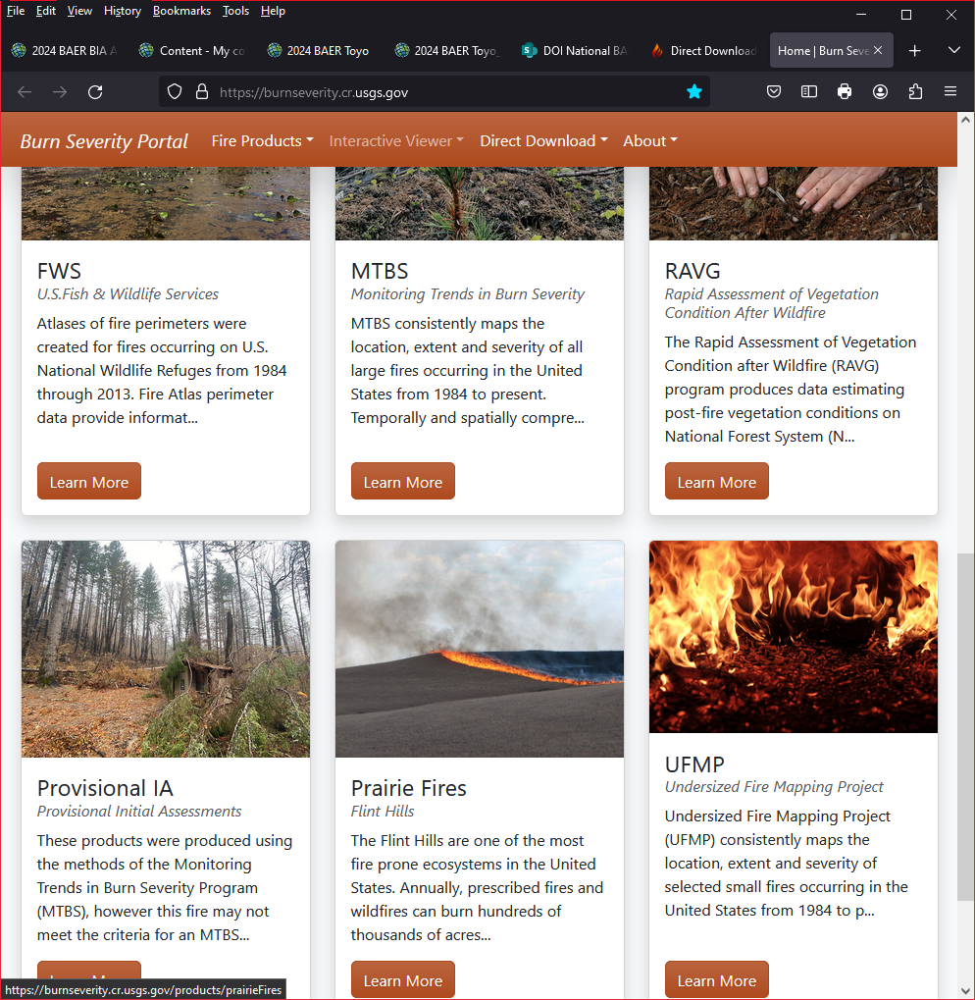 File Edit View History Bookmarks Tools Help
2024 BAER BIA A
Content - My co
2024 BAER Toyo
2024 BAER Toyo_
DOI National BA
Direct Download
Home | Burn Seve
https://burnseverity.cr.usgs.gov
Burn Severity Portal Fire Products Interactive Viewer Direct Download About
FWS
U.S.Fish & Wildlife Services
Atlases of fire perimeters were
created for fires occurring on U.S.
National Wildlife Refuges from 1984
through 2013. Fire Atlas perimeter
data provide informat...
Learn More
MTBS
Monitoring Trends in Burn Severity
MTBS consistently maps the
location, extent and severity of all
large fires occurring in the United
States from 1984 to present.
Temporally and spatially compre...
Learn More
RAVG
Rapid Assessment of Vegetation
Condition After Wildfire
The Rapid Assessment of Vegetation
Condition after Wildfire (RAVG)
program produces data estimating
post-fire vegetation conditions on
National Forest System (N...
Learn More
Provisional IA
Provisional Initial Assessments
These products were produced using
the methods of the Monitoring
Trends in Burn Severity Program
(MTBS), however this fire may not
meet the criteria for an MTBS...
Learn More
Prairie Fires
Flint Hills
The Flint Hills are one of the most
fire prone ecosystems in the United
States. Annually, prescribed fires and
wildfires can burn hundreds of
thousands of acres...
Learn More
UFMP
Undersized Fire Mapping Project
Undersized Fire Mapping Project
(UFMP) consistently maps the
location, extent and severity of
selected small fires occurring in the
United States from 1984 to p...
Learn More
https://burnseverity.cr.usgs.gov/products/prairieFires